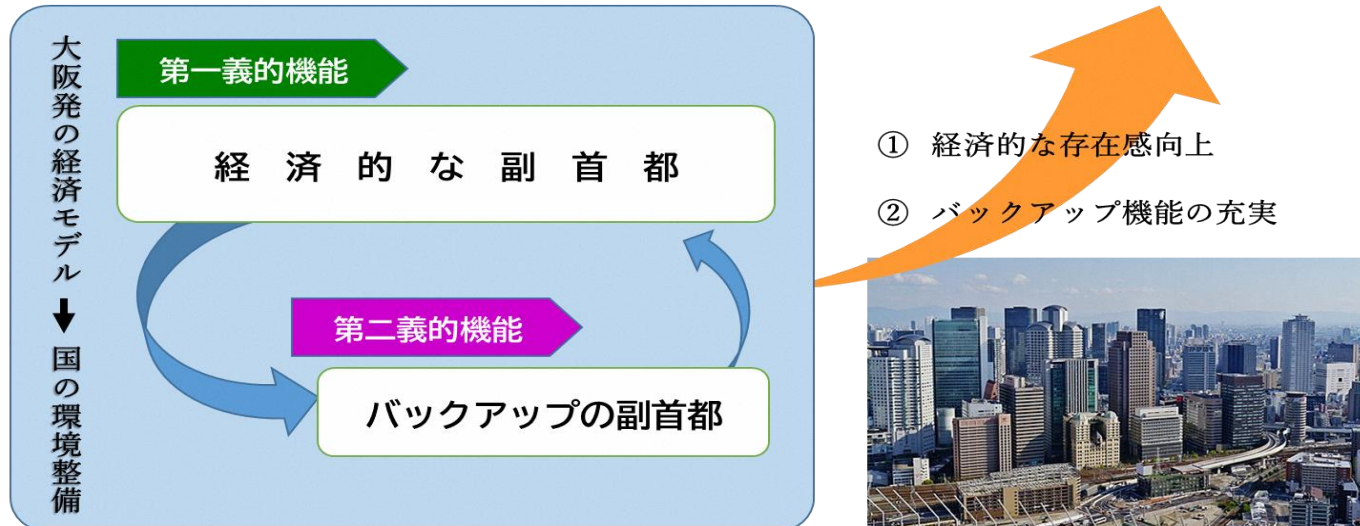 大阪発の経済モデル➡国の環境整備
第一義的機能
経済的な副首都
第二義的機能
バックアップの副首都
① 経済的な存在感向上
② バックアップ機能の充実